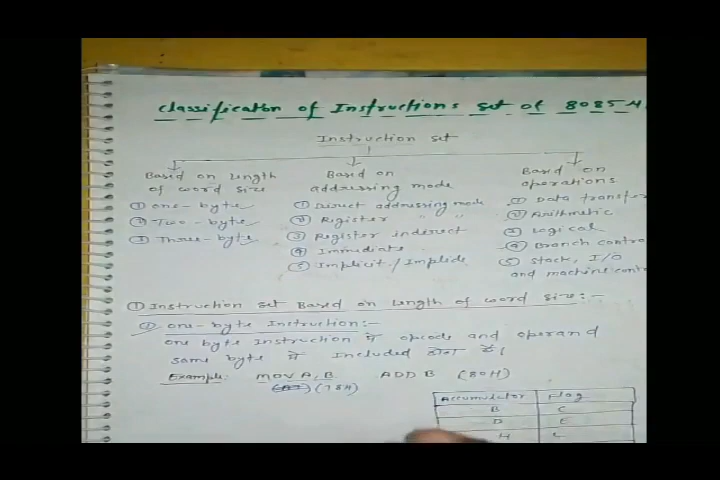 Classification of Instructions set of 8085 M
Instruction set
Based on length
of word size
① one-byte
② Two-byte
③ Three-byte
Based on
addressing mode
① Direct addressing mode
② Register " "
③ Register indirect
④ Immediate
⑤ Implicit / Implide
Based on
operations
① Data transfer
② Arithmetic
③ Logical
④ Branch contro
⑤ Stack, I/O
and machine contr
① Instruction set Based on length of word size:-
① one-byte Instruction:-
one byte Instruction में opcode and operand
same byte में included होता है।
Example: MOV A, B ADD B (80H)
(78H)
Accumulator Flag
B C
D E
H L